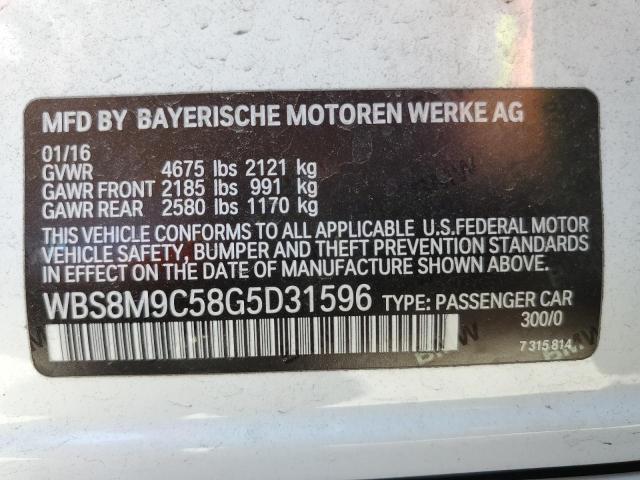 MFD BY BAYERISCHE MOTOREN WERKE AG
01/16
GVWR 4675 lbs 2121 kg
GAWR FRONT 2185 lbs 991 kg
GAWR REAR 2580 lbs 1170 kg
THIS VEHICLE CONFORMS TO ALL APPLICABLE U.S.FEDERAL MOTOR
VEHICLE SAFETY, BUMPER AND THEFT PREVENTION STANDARDS
IN EFFECT ON THE DATE OF MANUFACTURE SHOWN ABOVE.
WBS8M9C58G5D31596 TYPE: PASSENGER CAR
300/0
7 315 814